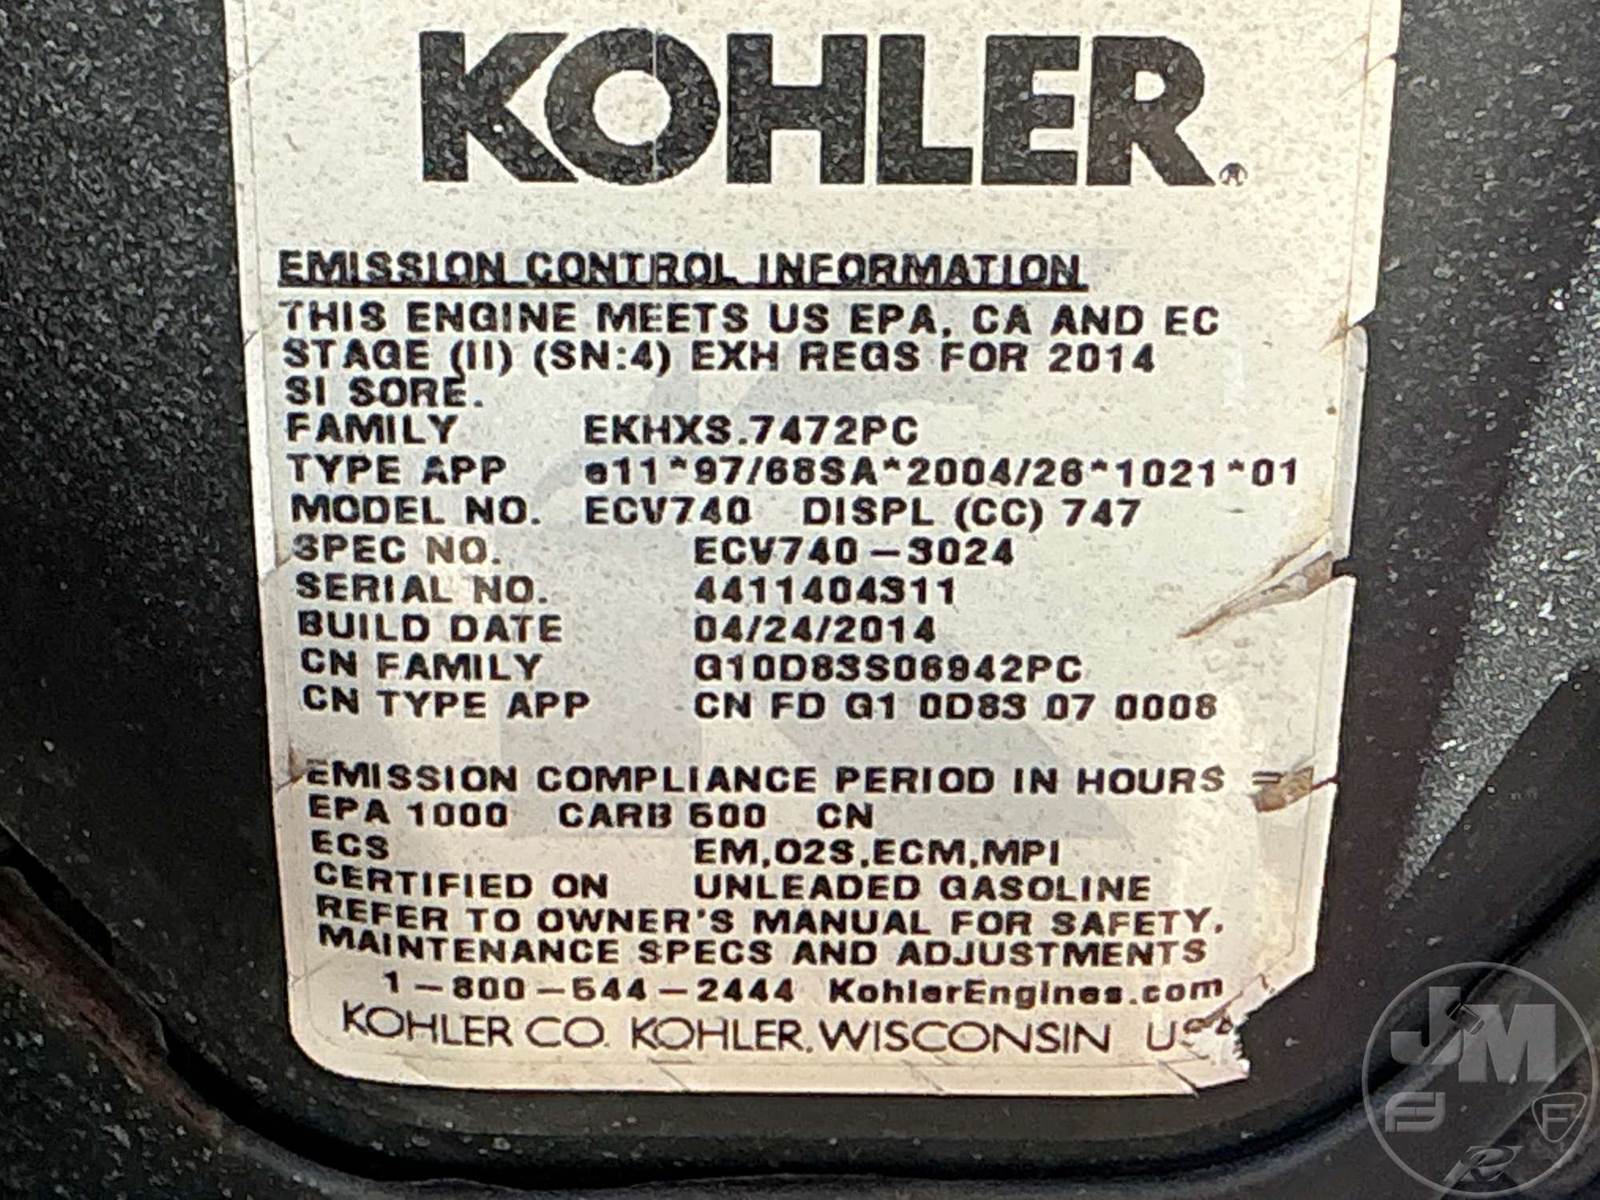 KOHLER®
EMISSION CONTROL INFORMATION
THIS ENGINE MEETS US EPA, CA AND EC
STAGE (II) (SN:4) EXH REGS FOR 2014
SI SORE.
FAMILY EKHXS.7472PC
TYPE APP e11*97/68SA*2004/26*1021*01
MODEL NO. ECV740 DISPL (CC) 747
SPEC NO. ECV740-3024
SERIAL NO. 4411404311
BUILD DATE 04/24/2014
CN FAMILY G10D83S06942PC
CN TYPE APP CN FD G1 0D83 07 0008
EMISSION COMPLIANCE PERIOD IN HOURS =
EPA 1000 CARB 500 CN
ECS EM,O2S,ECM,MPI
CERTIFIED ON UNLEADED GASOLINE
REFER TO OWNER'S MANUAL FOR SAFETY,
MAINTENANCE SPECS AND ADJUSTMENTS
1-800-544-2444 KohlerEngines.com
KOHLER CO. KOHLER, WISCONSIN
JM